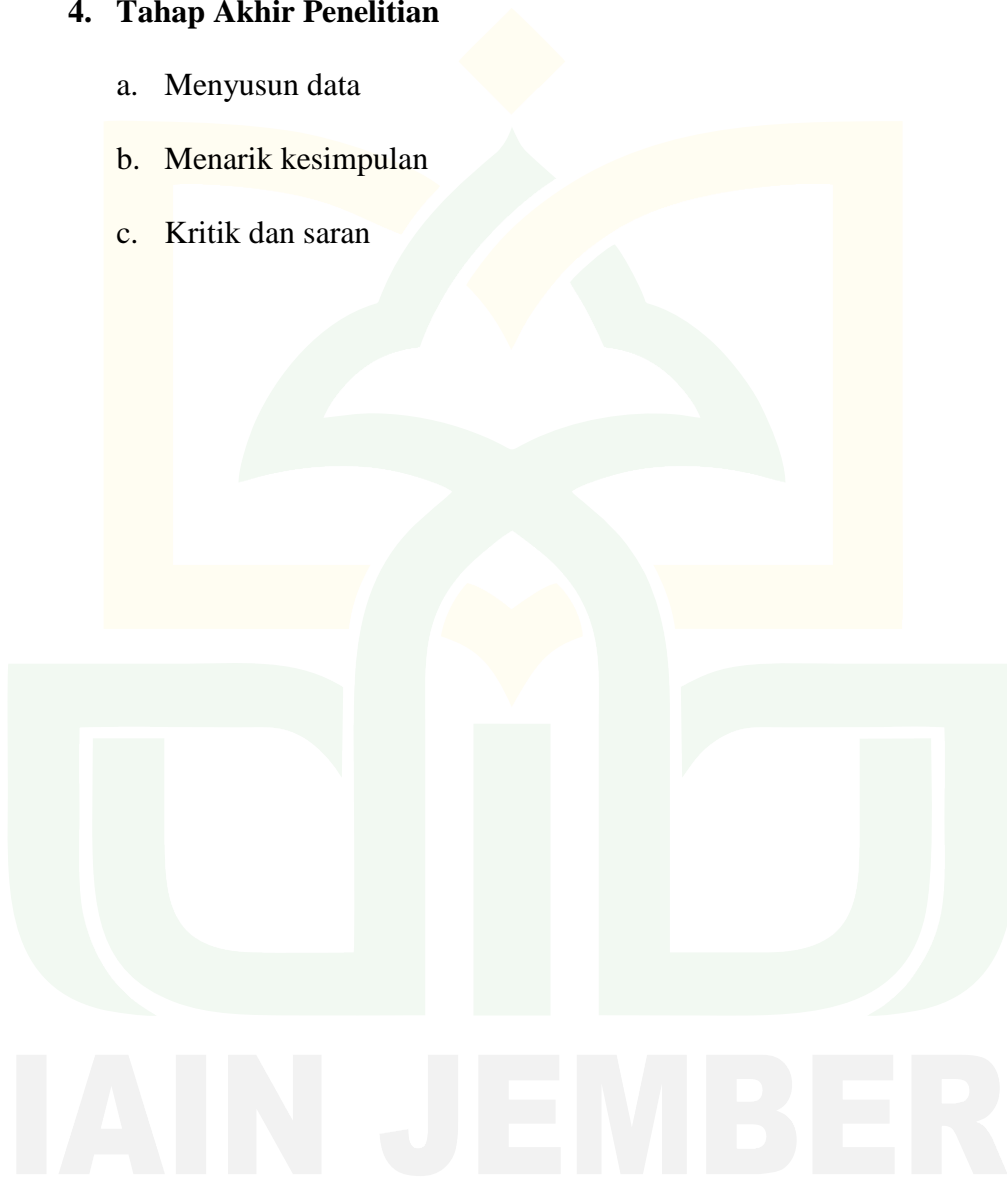 4. Tahap Akhir Penelitian
a. Menyusun data
b. Menarik kesimpulan
c. Kritik dan saran
IAIN JEMBER